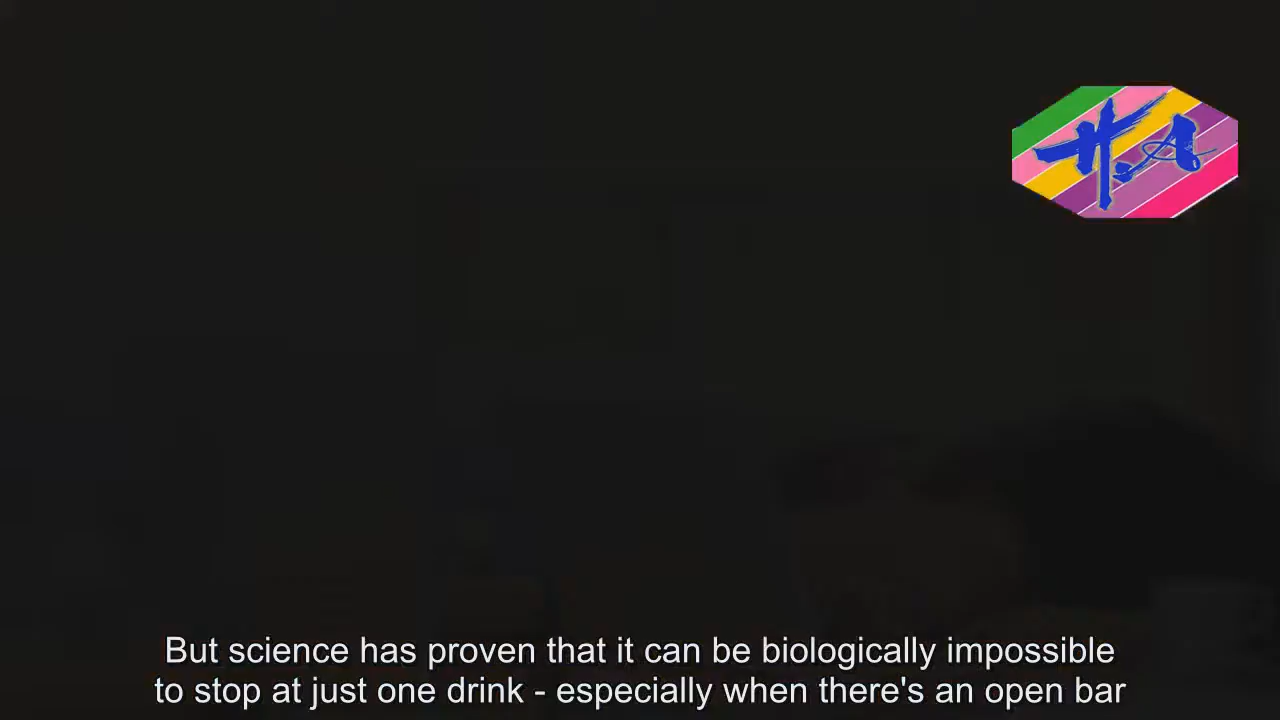 H.A
But science has proven that it can be biologically impossible
to stop at just one drink - especially when there's an open bar